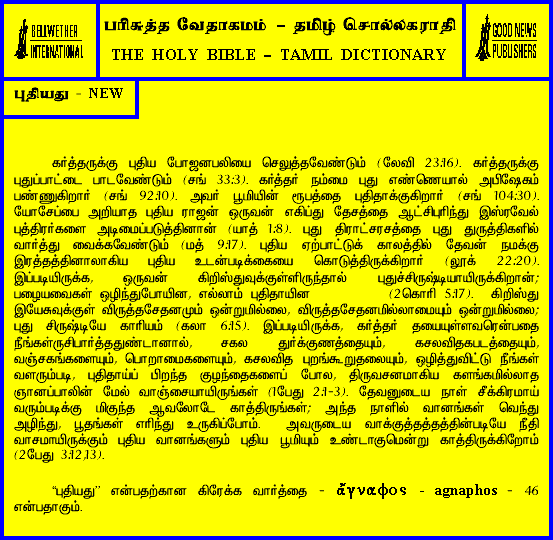 BELLWETHER
INTERNATIONAL
பரிசுத்த வேதாகமம் – தமிழ் சொல்லகராதி
THE HOLY BIBLE – TAMIL DICTIONARY
GOOD NEWS
PUBLISHERS
புதியது - NEW
கர்த்தருக்கு புதிய போஜனபலியை செலுத்தவேண்டும் (லேவி 23:16). கர்த்தருக்கு
புதுப்பாட்டை பாடவேண்டும் (சங் 33:3). கர்த்தர் நம்மை புது எண்ணெயால் அபிஷேகம்
பண்ணுகிறார் (சங் 92:10). அவர் பூமியின் ரூபத்தை புதிதாக்குகிறார் (சங் 104:30).
யோசேப்பை அறியாத புதிய ராஜன் ஒருவன் எகிப்து தேசத்தை ஆட்சிபுரிந்து இஸ்ரவேல்
புத்திரர்களை அடிமைப்படுத்தினான் (யாத் 1:8). புது திராட்சரசத்தை புது துருத்திகளில்
வார்த்து வைக்கவேண்டும் (மத் 9:17). புதிய ஏற்பாட்டுக் காலத்தில் தேவன் நமக்கு
இரத்தத்தினாலாகிய புதிய உடன்படிக்கையை கொடுத்திருக்கிறார் (லூக் 22:20).
இப்படியிருக்க, ஒருவன் கிறிஸ்துவுக்குள்ளிருந்தால் புதுச்சிருஷ்டியாயிருக்கிறான்;
பழையவைகள் ஒழிந்துபோயின, எல்லாம் புதிதாயின (2கொரி 5:17). கிறிஸ்து
இயேசுவுக்குள் விருத்தசேதனமும் ஒன்றுமில்லை, விருத்தசேதனமில்லாமையும் ஒன்றுமில்லை;
புது சிருஷ்டியே காரியம் (கலா 6:15). இப்படியிருக்க, கர்த்தர் தயையுள்ளவரென்பதை
நீங்கள்ருசிபார்த்ததுண்டானால், சகல துர்க்குணத்தையும், சகலவிதகபடத்தையும்,
வஞ்சகங்களையும், பொறாமைகளையும், சகலவித புறங்கூறுதலையும், ஒழித்துவிட்டு நீங்கள்
வளரும்படி, புதிதாய்ப் பிறந்த குழந்தைகளைப் போல, திருவசனமாகிய களங்கமில்லாத
ஞானப்பாலின் மேல் வாஞ்சையாயிருங்கள் (1பேது 2:1-3). தேவனுடைய நாள் சீக்கிரமாய்
வரும்படிக்கு மிகுந்த ஆவலோடே காத்திருங்கள்; அந்த நாளில் வானங்கள் வெந்து
அழிந்து, பூதங்கள் எரிந்து உருகிப்போம். அவருடைய வாக்குத்தத்தத்தின்படியே நீதி
வாசமாயிருக்கும் புதிய வானங்களும் புதிய பூமியும் உண்டாகுமென்று காத்திருக்கிறோம்
(2பேது 3:12,13).
“புதியது” என்பதற்கான கிரேக்க வார்த்தை - ἄγναφος - agnaphos - 46
என்பதாகும்.